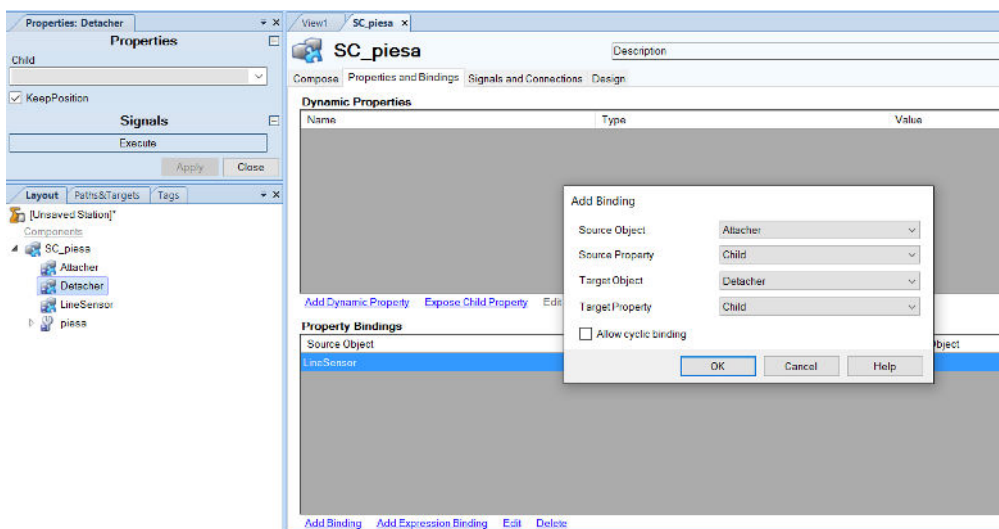 Properties: Detacher
Properties
Child
KeepPosition
Signals
Execute
Apply Close
Layout Paths&Targets Tags
[Unsaved Station]*
Components
SC_piesa
Attacher
Detacher
LineSensor
piesa
View1 SC_piesa
SC_piesa Description
Compose Properties and Bindings Signals and Connections Design
Dynamic Properties
Name Type Value
Add Dynamic Property Expose Child Property Edit
Property Bindings
Source Object bject
LineSensor
Add Binding Add Expression Binding Edit Delete
Add Binding
Source Object Attacher
Source Property Child
Target Object Detacher
Target Property Child
Allow cyclic binding
OK Cancel Help